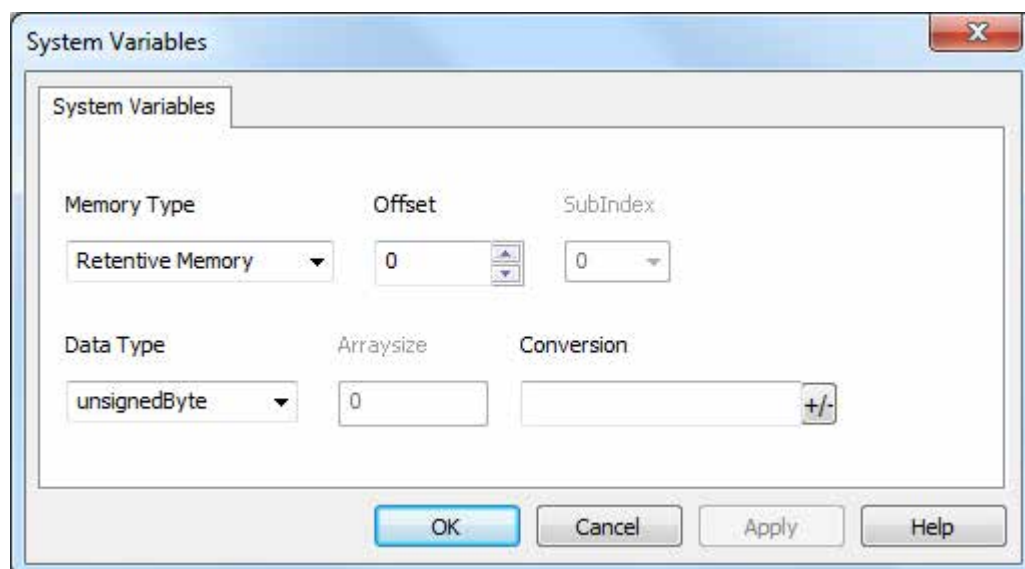 System Variables
System Variables
Memory Type Offset SubIndex
Retentive Memory 0 0
Data Type Arraysize Conversion
unsignedByte 0 +/-
OK Cancel Apply Help